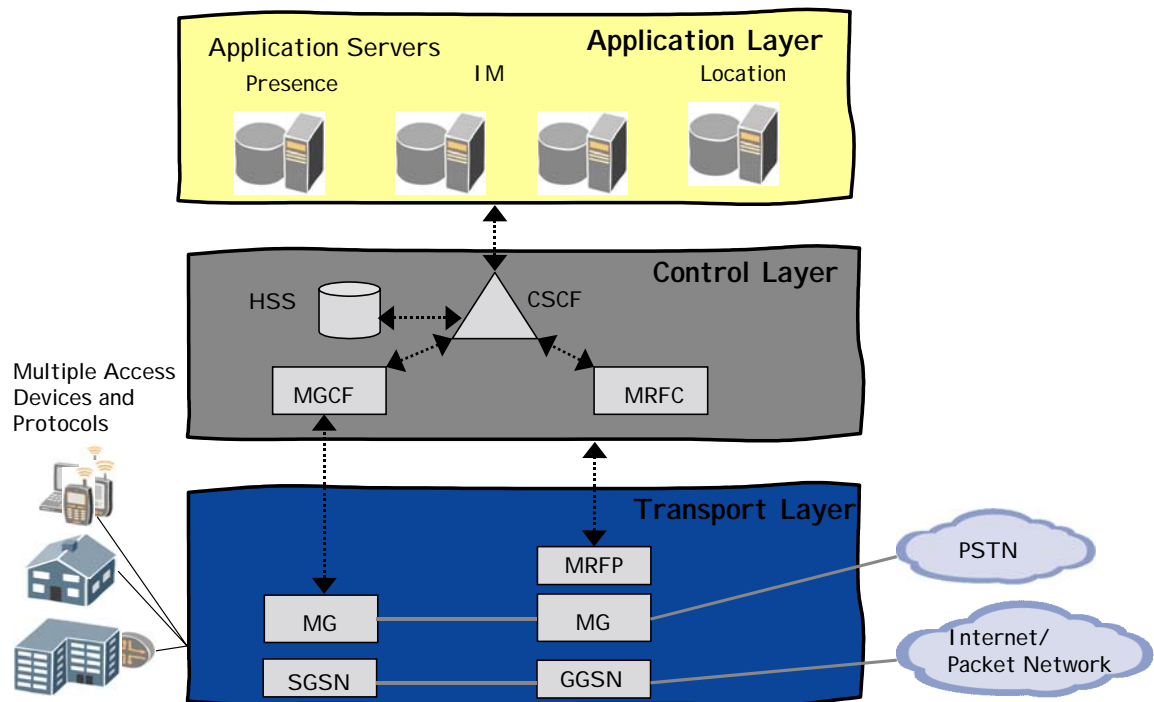 Application Servers
Application Layer
Presence
IM
Location
Control Layer
HSS
CSCF
MGCF
MRFC
Multiple Access
Devices and
Protocols
Transport Layer
MRFP
MG
MG
SGSN
GGSN
PSTN
Internet/
Packet Network